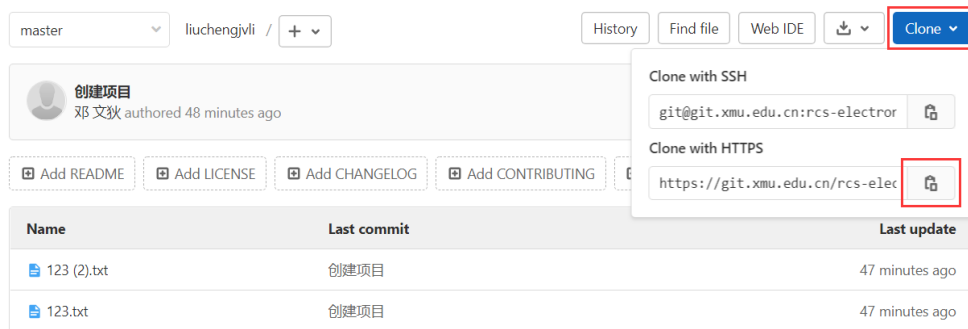 master liuchengjvli / + History Find file Web IDE Clone
创建项目
邓 文狄 authored 48 minutes ago
Clone with SSH
git@git.xmu.edu.cn:rcs-electror
Clone with HTTPS
https://git.xmu.edu.cn/rcs-elec
Add README Add LICENSE Add CHANGELOG Add CONTRIBUTING
Name Last commit Last update
123 (2).txt 创建项目 47 minutes ago
123.txt 创建项目 47 minutes ago